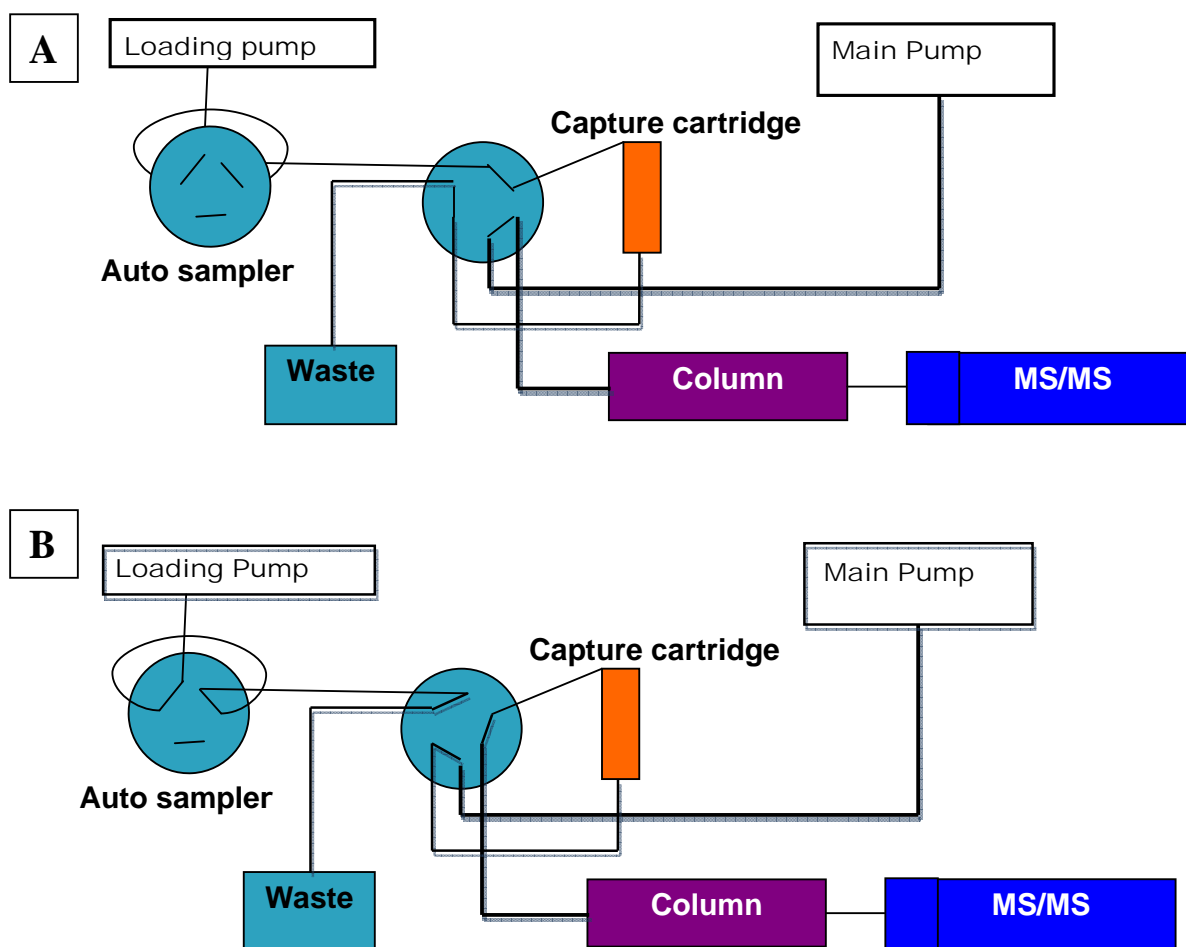 A
Loading pump
Main Pump
Capture cartridge
Auto sampler
Waste
Column
MS/MS
B
Loading Pump
Main Pump
Capture cartridge
Auto sampler
Waste
Column
MS/MS